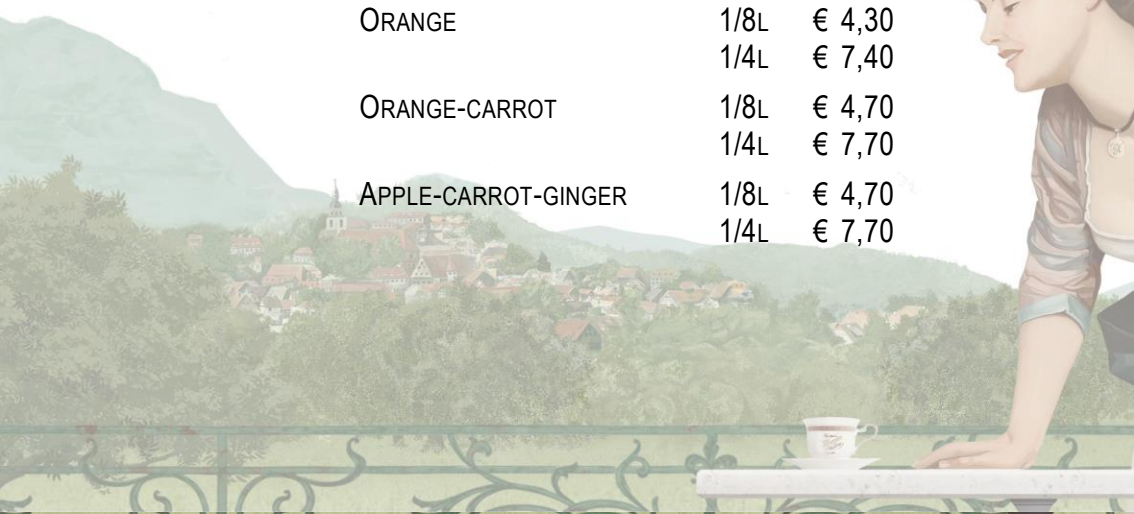 ORANGE 1/8L € 4,30
1/4L € 7,40
ORANGE-CARROT 1/8L € 4,70
1/4L € 7,70
APPLE-CARROT-GINGER 1/8L € 4,70
1/4L € 7,70